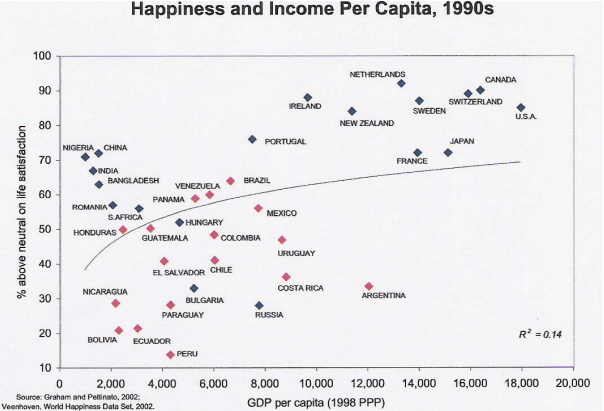 Happiness and Income Per Capita, 1990s
% above neutral on life satisfaction
100
90
80
70
60
50
40
30
20
10
NETHERLANDS
CANADA
IRELAND
SWITZERLAND
SWEDEN
NEW ZEALAND
U.S.A.
PORTUGAL
NIGERIA
CHINA
JAPAN
FRANCE
INDIA
BANGLADESH
BRAZIL
VENEZUELA
PANAMA
ROMANIA
S.AFRICA
MEXICO
HUNGARY
HONDURAS
GUATEMALA
COLOMBIA
URUGUAY
EL SALVADOR
CHILE
COSTA RICA
ARGENTINA
NICARAGUA
BULGARIA
PARAGUAY
RUSSIA
BOLIVIA
ECUADOR
PERU
R² = 0.14
0
2,000
4,000
6,000
8,000
10,000
12,000
14,000
16,000
18,000
20,000
GDP per capita (1998 PPP)
Source: Graham and Pettinato, 2002;
Veenhoven, World Happiness Data Set, 2002.